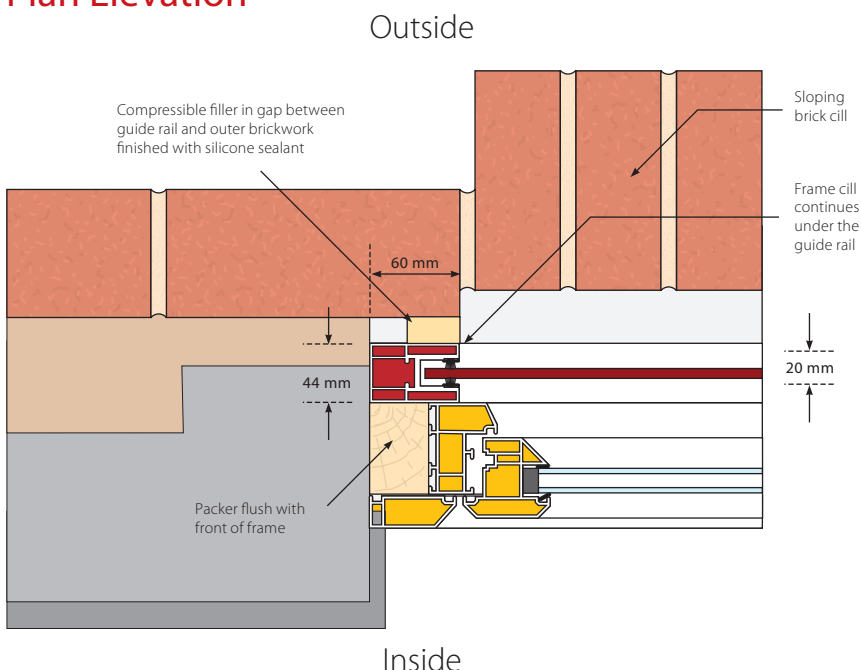 Plan Elevation
Outside
Compressible filler in gap between
guide rail and outer brickwork
finished with silicone sealant
Sloping
brick cill
Frame cill
continues
under the
guide rail
60 mm
44 mm
20 mm
Packer flush with
front of frame
Inside